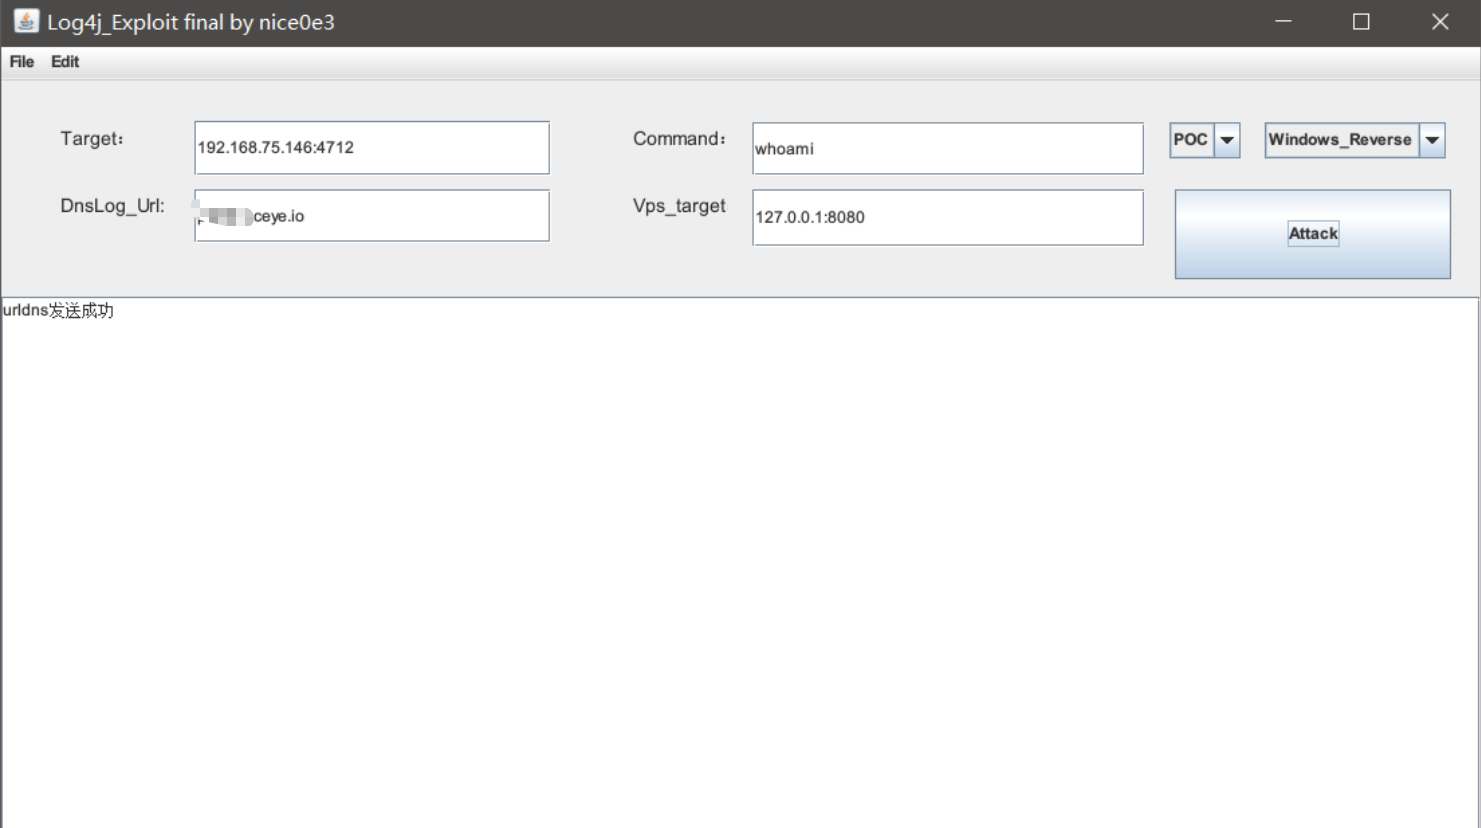 Log4j_Exploit final by nice0e3
File Edit
Target： 192.168.75.146:4712 Command： whoami POC Windows_Reverse
DnsLog_Url: ceye.io Vps_target 127.0.0.1:8080 Attack
urldns发送成功